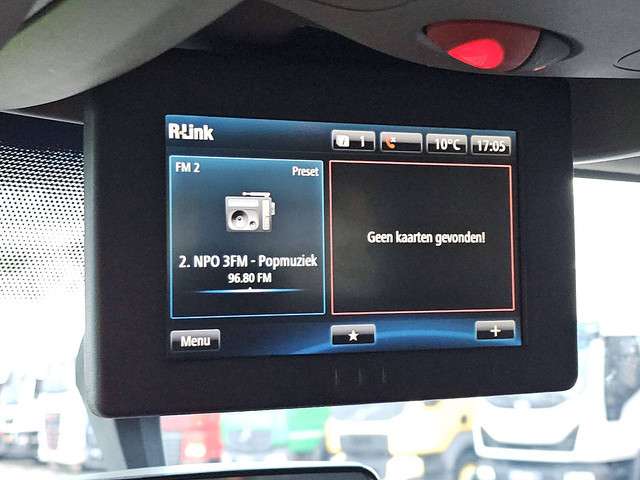 R-Link
1
10°C
17:05
FM 2
Preset
2. NPO 3FM - Popmuziek
96.80 FM
Geen kaarten gevonden!
Menu